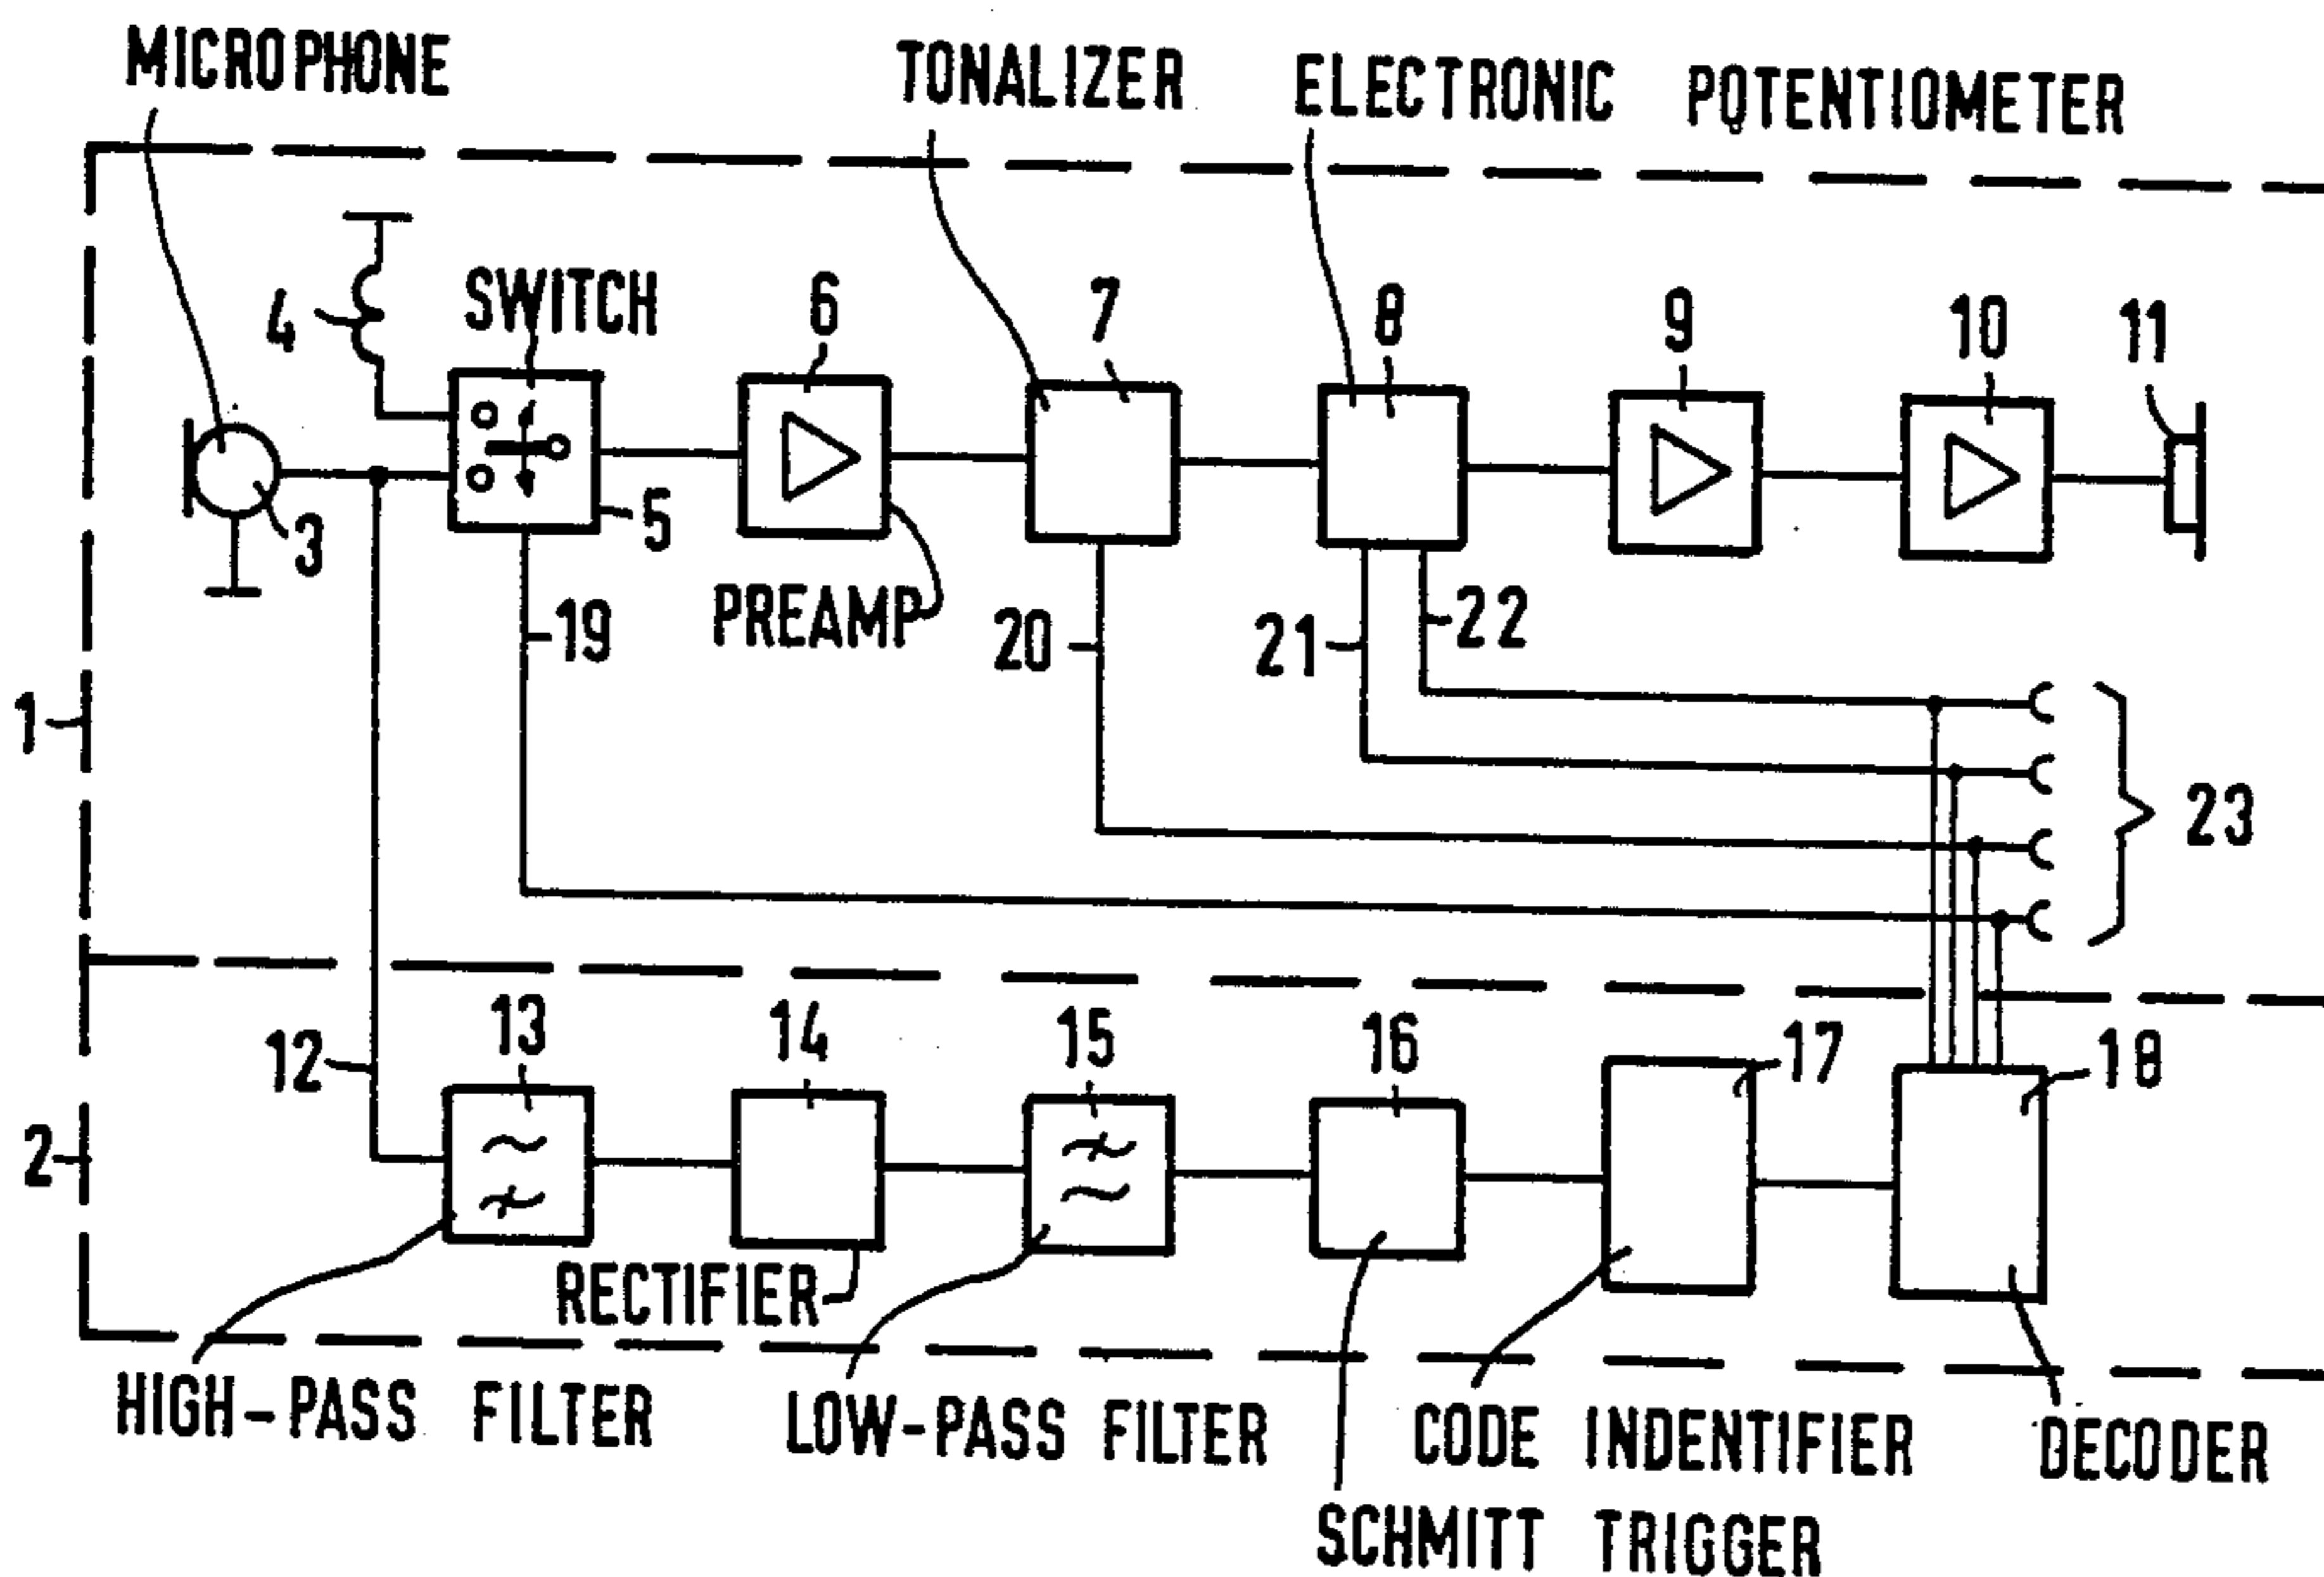 MICROPHONE
TONALIZER
ELECTRONIC POTENTIOMETER
4
SWITCH
6
7
8
9
10
11
3
5
PREAMP
19
20
21
22
1
23
12
13
14
15
16
17
18
2
RECTIFIER
HIGH-PASS FILTER
LOW-PASS FILTER
CODE INDENTIFIER
DECODER
SCHMITT TRIGGER